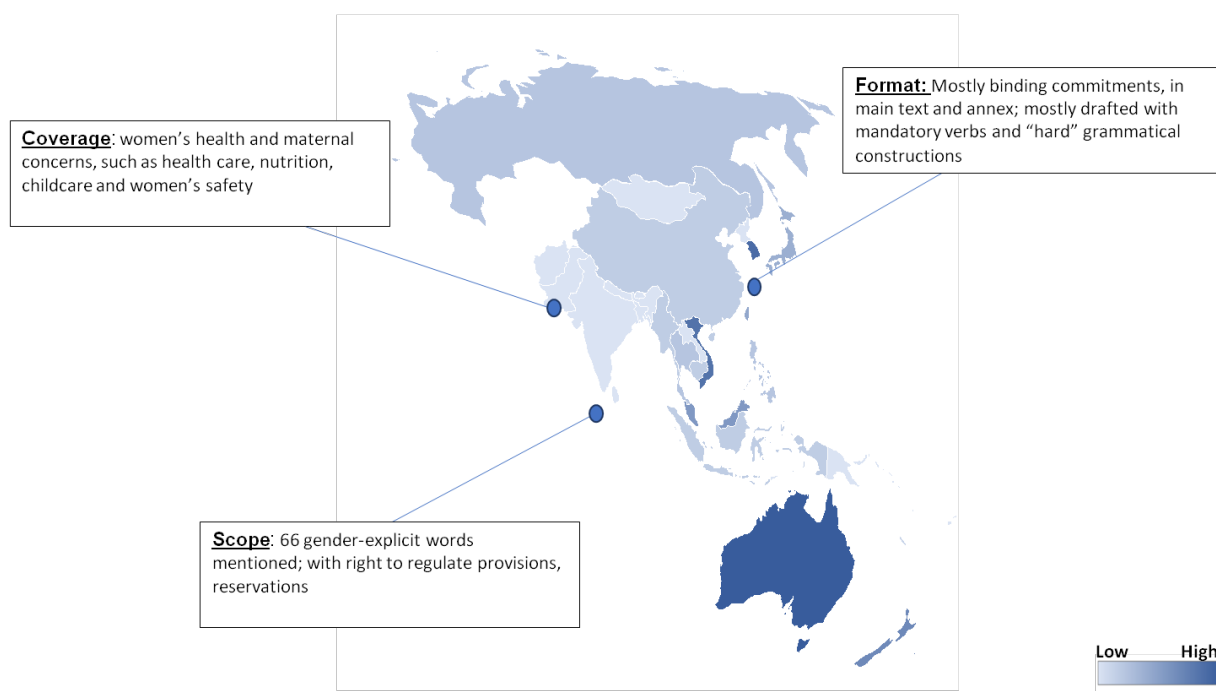 Format: Mostly binding commitments, in
main text and annex; mostly drafted with
mandatory verbs and “hard” grammatical
constructions
Coverage: women’s health and maternal
concerns, such as health care, nutrition,
childcare and women’s safety
Scope: 66 gender-explicit words
mentioned; with right to regulate provisions,
reservations
Low High